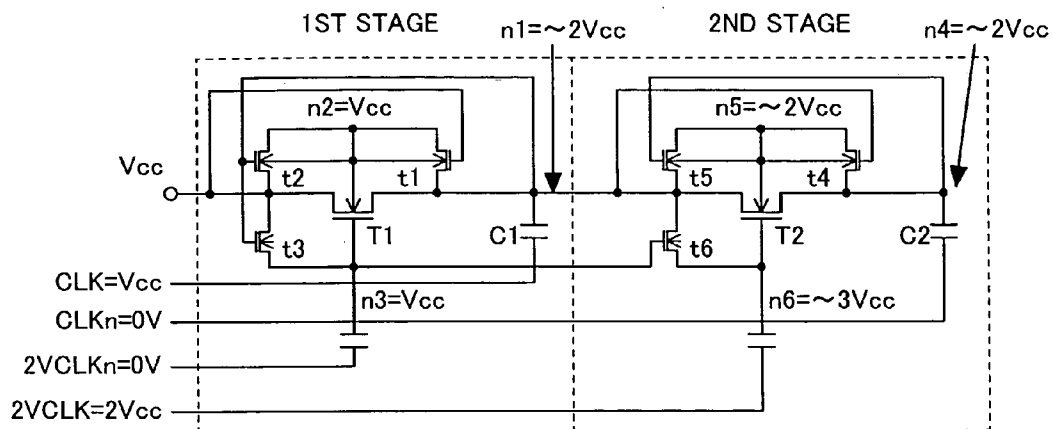 1ST STAGE
n1=~2Vcc
2ND STAGE
n4=~2Vcc
n2=Vcc
n5=~2Vcc
Vcc
t2
t1
t5
t4
T1
C1
T2
C2
t3
t6
CLK=Vcc
n3=Vcc
n6=~3Vcc
CLKn=0V
2VCLKn=0V
2VCLK=2Vcc